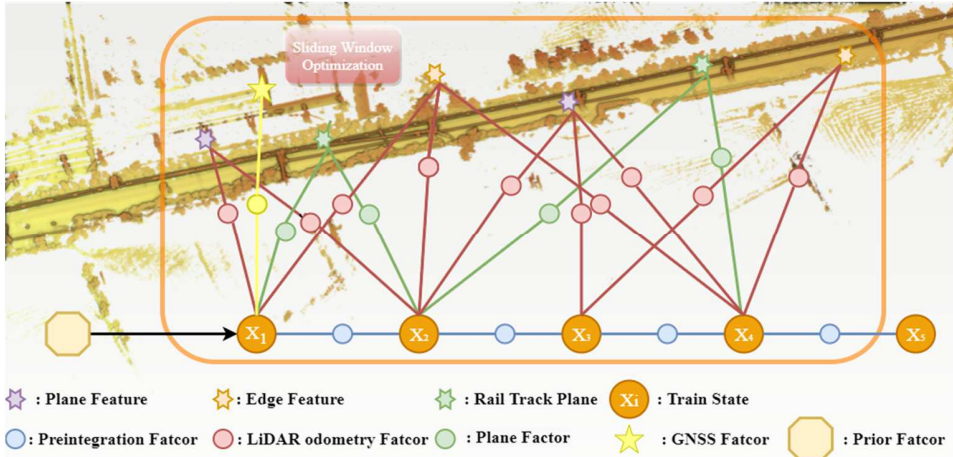 Sliding Window
Optimization
X1
X2
X3
X4
X5
: Plane Feature
: Edge Feature
: Rail Track Plane
Xi
: Train State
: Preintegration Fatcor
: LiDAR odometry Fatcor
: Plane Factor
: GNSS Fatcor
: Prior Fatcor